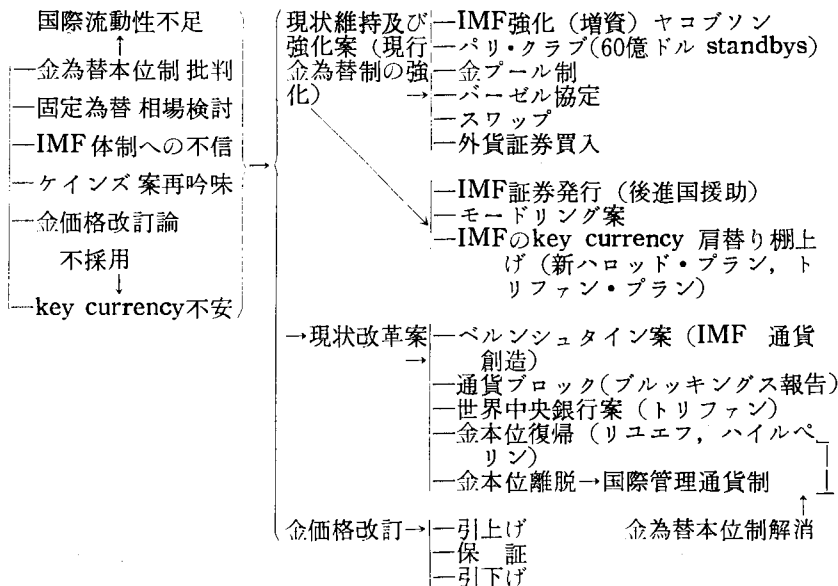 国際流動性不足
↑
—金為替本位制 批判
—固定為替 相場検討
—IMF 体制への不信
—ケインズ 案再吟味
—金価格改訂論
不採用
↓
—key currency不安
→
現状維持及び
強化案（現行
金為替制の強
化） →
—IMF強化（増資）ヤコブソン
—パリ・クラブ(60億ドル standbys)
—金プール制
—バーゼル協定
—スワップ
—外貨証券買入
—IMF証券発行（後進国援助）
—モードリング案
—IMFのkey currency 肩替り棚上
げ（新ハロッド・プラン，ト
リファン・プラン）
→現状改革案
→
—ベルンシュタイン案（IMF 通貨
創造）
—通貨ブロック(ブルッキングス報告)
—世界中央銀行案（トリファン）
—金本位復帰（リユエフ，ハイルペ
リン）
—金本位離脱→国際管理通貨制
↑
金為替本位制解消
金価格改訂→
—引上げ
—保 証
—引下げ